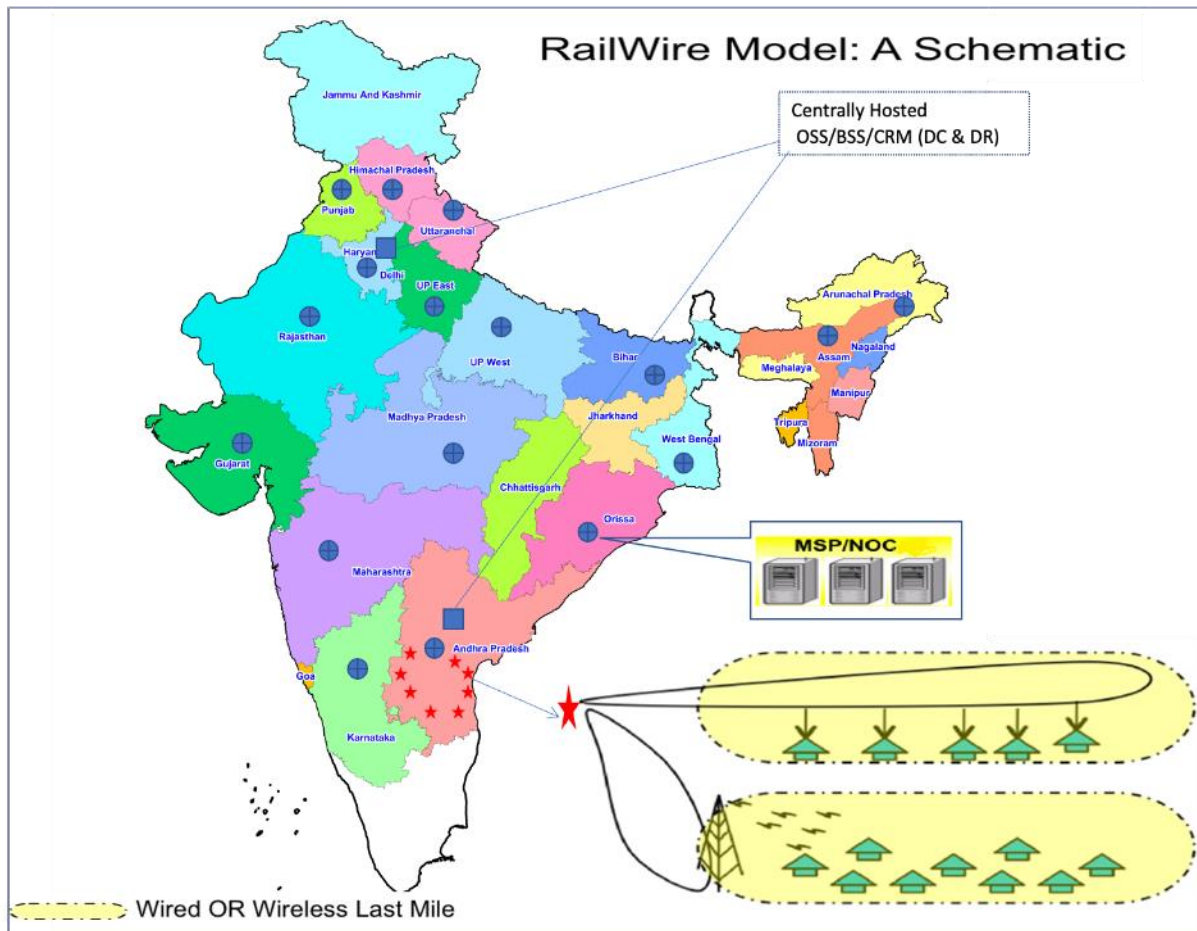 RailWire Model: A Schematic
Jammu And Kashmir
Centrally Hosted
OSS/BSS/CRM (DC & DR)
Himachal Pradesh
Punjab
Uttaranchal
Haryan
Delhi
UP East
Arunachal Pradesh
Rajasthan
UP West
Bihar
Assam
Nagaland
Meghalaya
Manipur
Madhya Pradesh
Jharkhand
Tripura
West Bengal
Mizoram
Gujarat
Chhattisgarh
Orissa
MSP/NOC
Maharashtra
Andhra Pradesh
Goa
Karnataka
Wired OR Wireless Last Mile